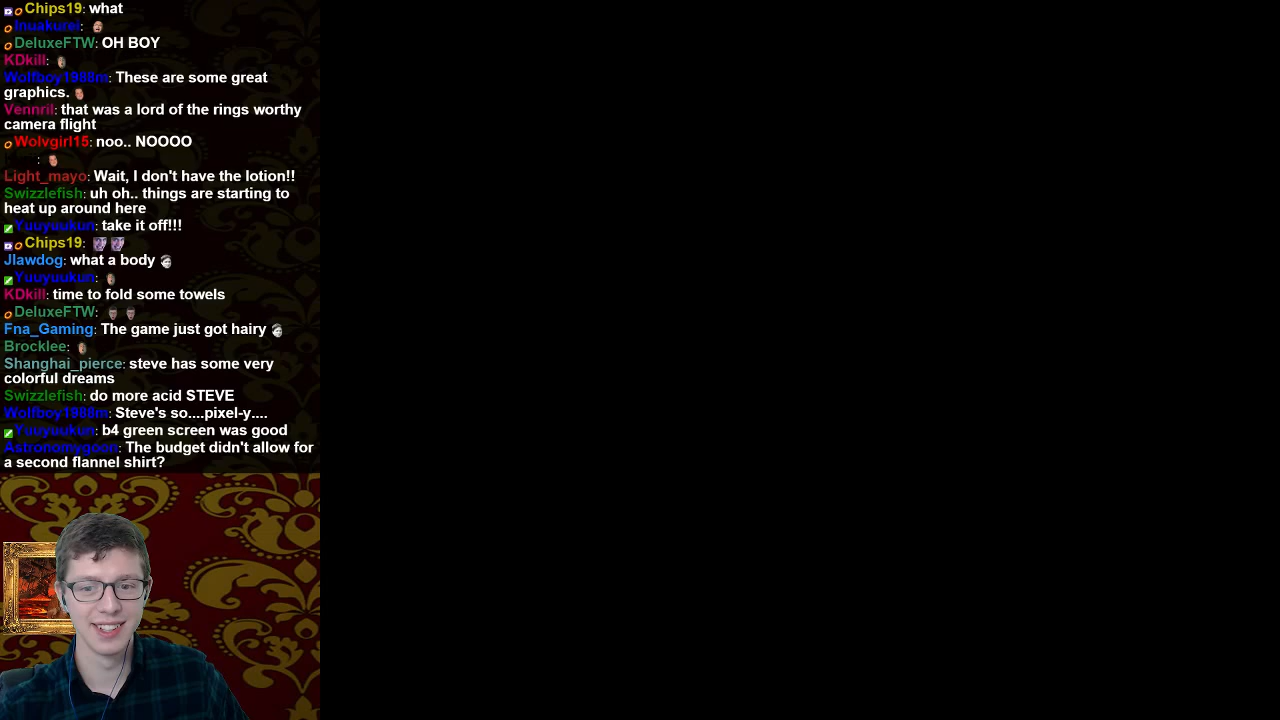 Chips19: what
Inuakurei:
DeluxeFTW: OH BOY
KDkill:
Wolfboy1988m: These are some great
graphics.
Vennril: that was a lord of the rings worthy
camera flight
Wolvgirl15: noo.. NOOOO
:
Light_mayo: Wait, I don't have the lotion!!
Swizzlefish: uh oh.. things are starting to
heat up around here
Yuuyuukun: take it off!!!
Chips19:
Jlawdog: what a body
Yuuyuukun:
KDkill: time to fold some towels
DeluxeFTW:
Fna_Gaming: The game just got hairy
Brocklee:
Shanghai_pierce: steve has some very
colorful dreams
Swizzlefish: do more acid STEVE
Wolfboy1988m: Steve's so....pixel-y....
Yuuyuukun: b4 green screen was good
Astronomygoon: The budget didn't allow for
a second flannel shirt?